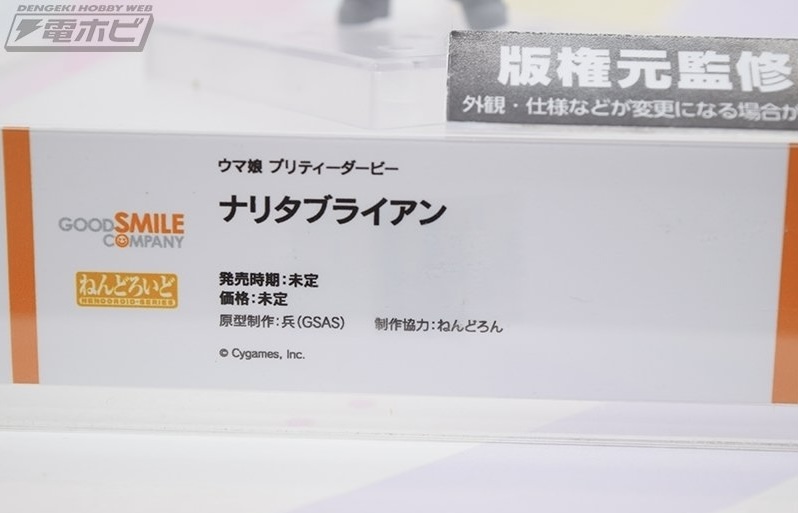 DENGEKI HOBBY WEB
電ホビ
版権元監修
外観・仕様などが変更になる場合が
ウマ娘 プリティーダービー
ナリタブライアン
GOODSMILE
COMPANY
ねんどろいど
NENDOROID-SERIES
発売時期:未定
価格:未定
原型制作:兵(GSAS) 制作協力:ねんどろん
© Cygames, Inc.